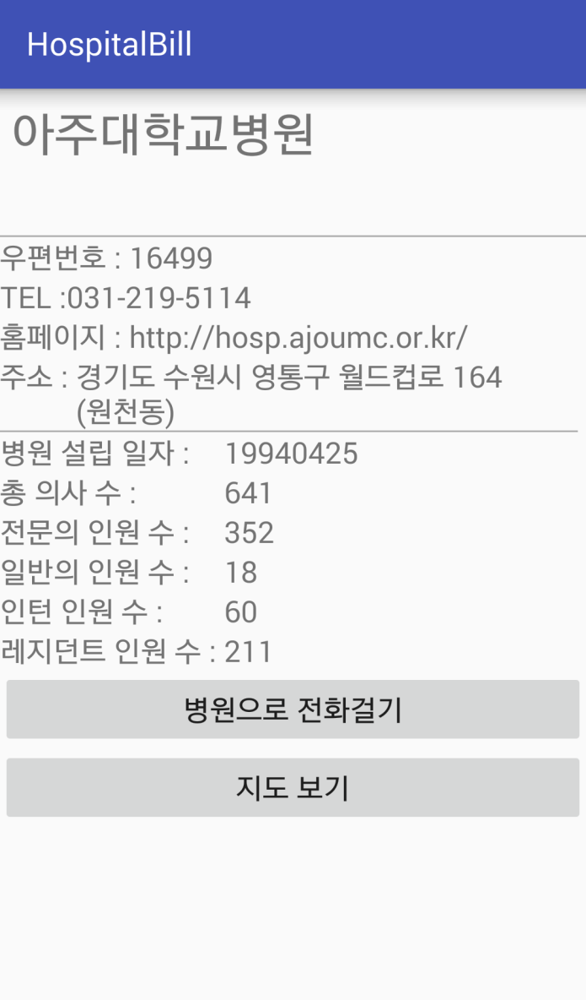 HospitalBill
아주대학교병원
우편번호 : 16499
TEL :031-219-5114
홈페이지 : http://hosp.ajoumc.or.kr/
주소 : 경기도 수원시 영통구 월드컵로 164
(원천동)
병원 설립 일자 : 19940425
총 의사 수 : 641
전문의 인원 수 : 352
일반의 인원 수 : 18
인턴 인원 수 : 60
레지던트 인원 수 : 211
병원으로 전화걸기
지도 보기